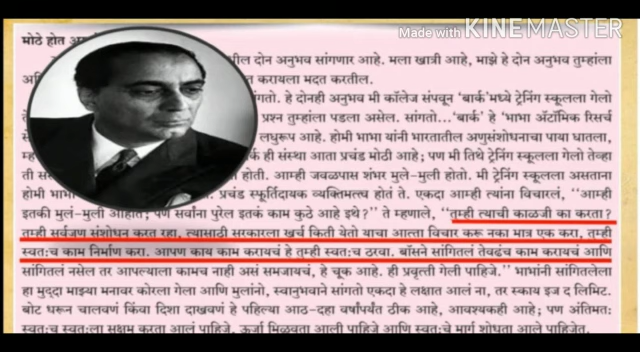 Made with KINEMASTER
मोठे होत
तील दोन अनुभव सांगणार आहे. मला खात्री आहे, माझे हे दोन अनुभव तुम्हांला
करायला मदत करतील.
गतो. हे दोनही अनुभव मी कॉलेज संपवून 'बार्क'मध्ये ट्रेनिंग स्कूलला गेलो
प्रश्न तुम्हांला पडला असेल. सांगतो...'बार्क' हे 'भाभा ॲटॉमिक रिसर्च
लघुरूप आहे. होमी भाभा यांनी भारतातील अणुसंशोधनाचा पाया घातला,
र्क ही संस्था आता प्रचंड मोठी आहे; पण मी तिथे ट्रेनिंग स्कूलला गेलो तेव्हा
ती होती. आम्ही जवळपास शंभर मुले-मुली होतो. मी ट्रेनिंग स्कूलला असताना
होमी भाभा प्रचंड स्फूर्तिदायक व्यक्तिमत्त्व होतं ते. एकदा आम्ही त्यांना विचारलं, "आम्ही
इतकी मुलं-मुली आहोत; पण सर्वांना पुरेल इतकं काम कुठे आहे इथे?" ते म्हणाले, "तुम्ही त्याची काळजी का करता?
तुम्ही सर्वजण संशोधन करत राहा, त्यासाठी सरकारला खर्च किती येतो याचा आत्ता विचार करू नका मात्र एक करा, तुम्ही
स्वतःच काम निर्माण करा. आपण काय काम करायचं हे तुम्ही स्वतःच ठरवा. बॉसने सांगितलं तेवढंच काम करायचं आणि
सांगितलं नसेल तर आपल्याला कामच नाही असं समजायचं, हे चूक आहे. ही प्रवृत्ती गेली पाहिजे." भाभांनी सांगितलेला
हा मुद्दा माझ्या मनावर कोरला गेला आणि मुलांनो, स्वानुभवाने सांगतो एकदा हे लक्षात आलं ना, तर स्काय इज द लिमिट.
बोट धरून चालवणं किंवा दिशा दाखवणं हे पहिल्या आठ-दहा वर्षांपर्यंत ठीक आहे, आवश्यकही आहे; पण अंतिमतः
स्वतःच स्वतःला सक्षम करता आलं पाहिजे, ऊर्जा मिळवता आली पाहिजे आणि स्वतःचे मार्ग शोधता आले पाहिजेत.